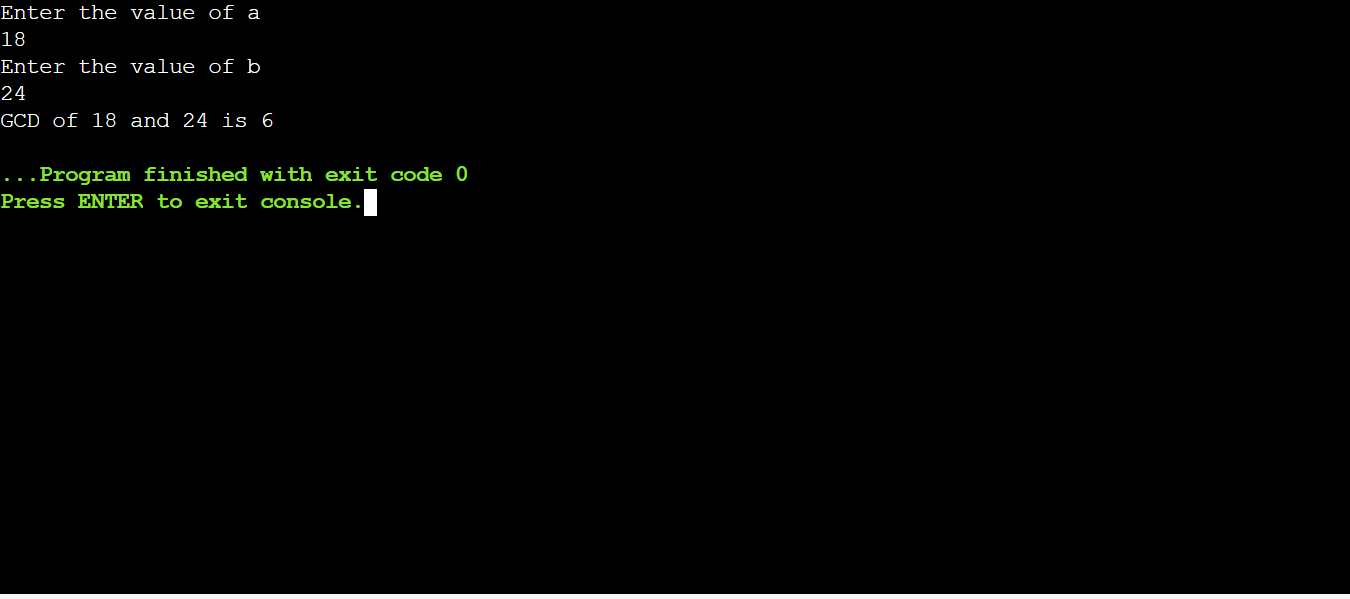 Enter the value of a
18
Enter the value of b
24
GCD of 18 and 24 is 6
...Program finished with exit code 0
Press ENTER to exit console.